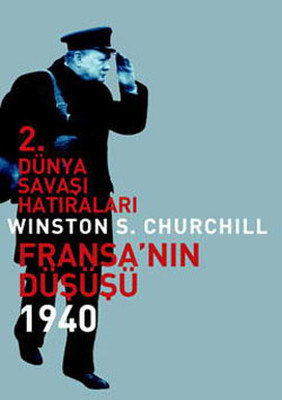 2.
DÜNYA
SAVAŞI
HATIRALARI
WINSTON S. CHURCHILL
FRANSA'NIN
DÜŞÜŞÜ
1940